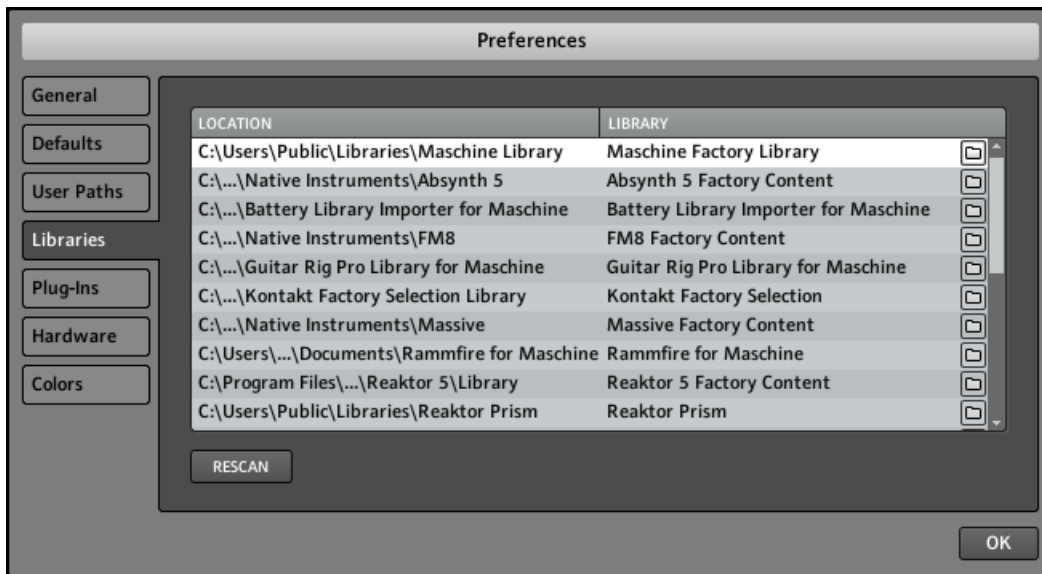 Preferences
General
Defaults
User Paths
Libraries
Plug-Ins
Hardware
Colors
LOCATION LIBRARY
C:\Users\Public\Libraries\Maschine Library Maschine Factory Library
C:\...\Native Instruments\Absynth 5 Absynth 5 Factory Content
C:\...\Battery Library Importer for Maschine Battery Library Importer for Maschine
C:\...\Native Instruments\FM8 FM8 Factory Content
C:\...\Guitar Rig Pro Library for Maschine Guitar Rig Pro Library for Maschine
C:\...\Kontakt Factory Selection Library Kontakt Factory Selection
C:\...\Native Instruments\Massive Massive Factory Content
C:\Users\...\Documents\Rammfire for Maschine Rammfire for Maschine
C:\Program Files\...\Reaktor 5\Library Reaktor 5 Factory Content
C:\Users\Public\Libraries\Reaktor Prism Reaktor Prism
RESCAN
OK